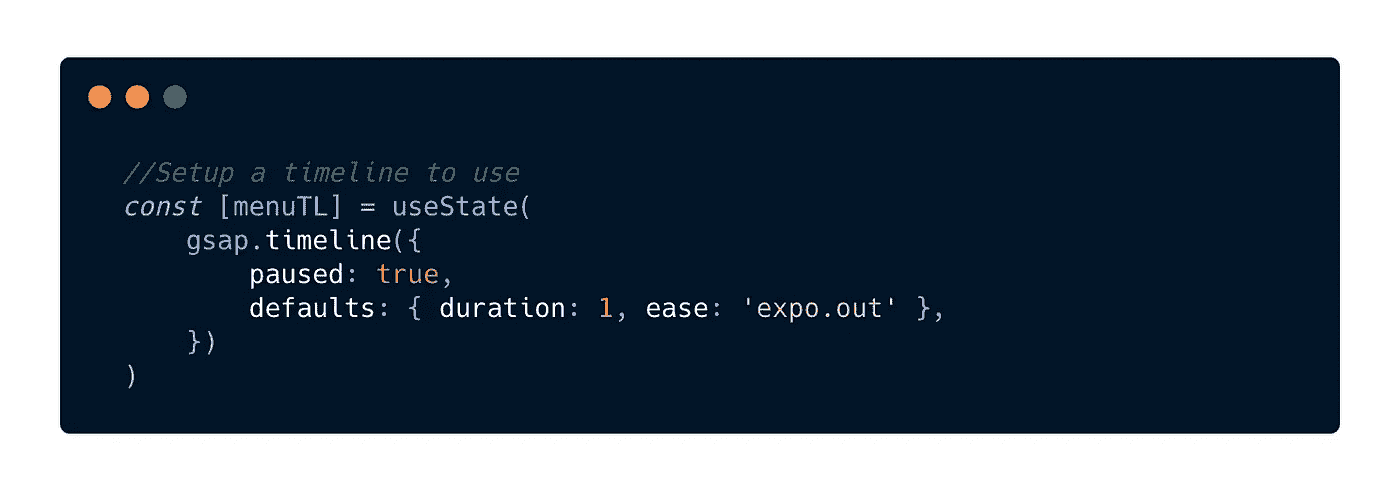 //Setup a timeline to use
const [menuTL] = useState(
    gsap.timeline({
        paused: true,
        defaults: { duration: 1, ease: 'expo.out' },
    })
)